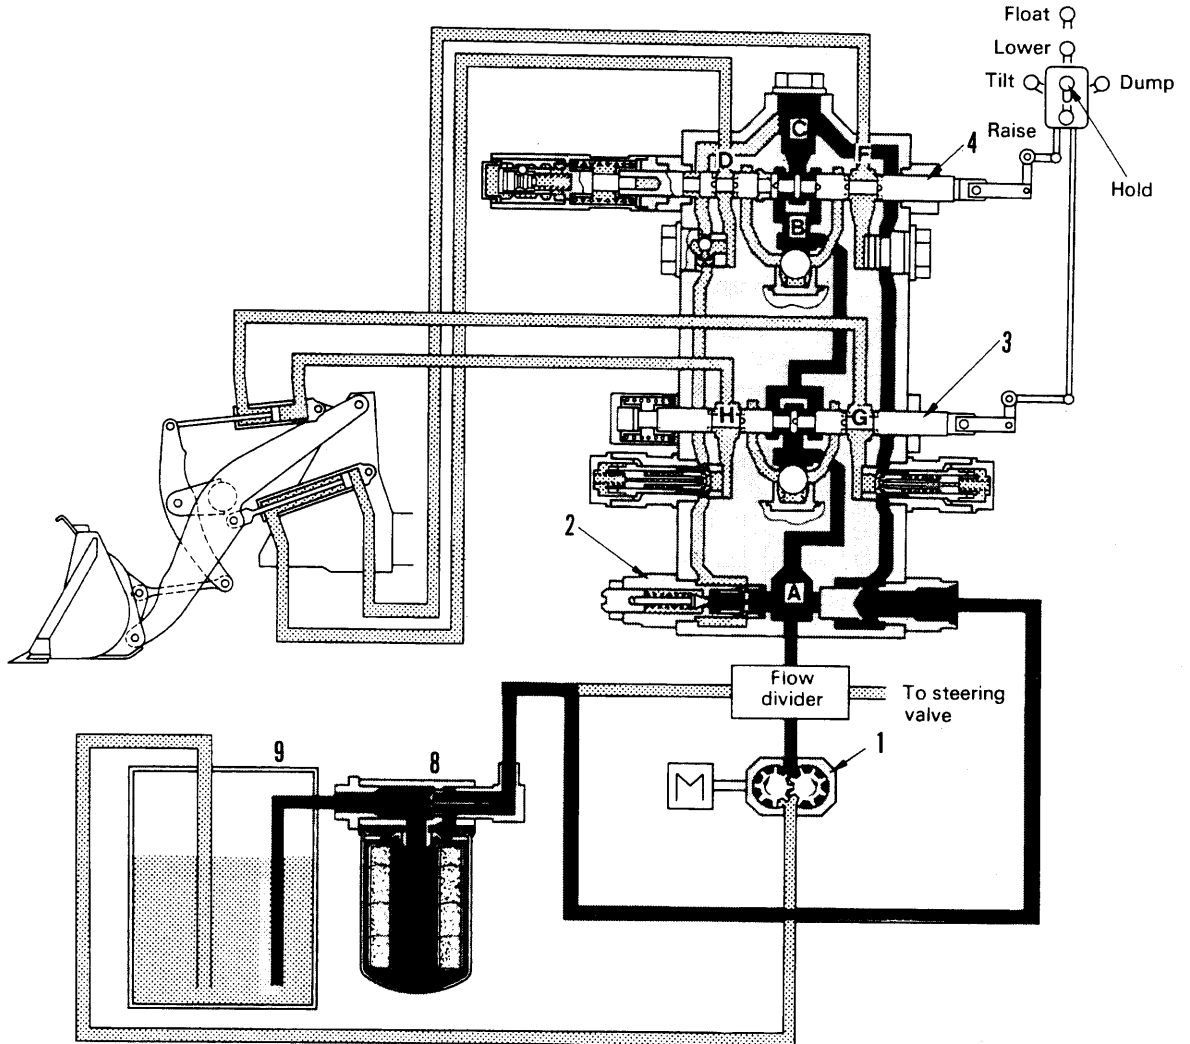 Float
Lower
Tilt
Dump
Raise
Hold
4
C
D
F
B
3
H
G
2
A
Flow
divider
To steering
valve
1
M
9
8